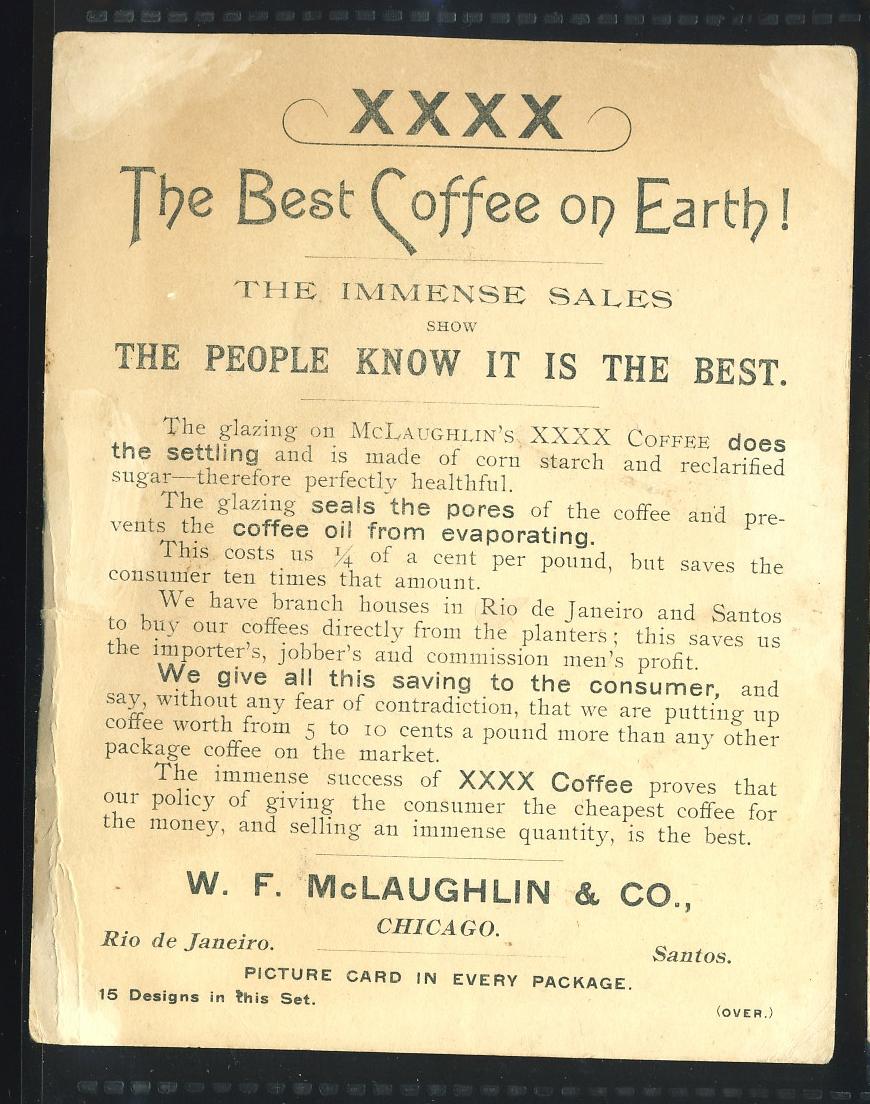 XXXX
The Best Coffee on Earth!
THE IMMENSE SALES
SHOW
THE PEOPLE KNOW IT IS THE BEST.
The glazing on McLAUGHLIN'S XXXX COFFEE does
the settling and is made of corn starch and reclarified
sugar—therefore perfectly healthful.
The glazing seals the pores of the coffee and pre-
vents the coffee oil from evaporating.
This costs us ¼ of a cent per pound, but saves the
consumer ten times that amount.
We have branch houses in Rio de Janeiro and Santos
to buy our coffees directly from the planters; this saves us
the importer's, jobber's and commission men's profit.
We give all this saving to the consumer, and
say, without any fear of contradiction, that we are putting up
coffee worth from 5 to 10 cents a pound more than any other
package coffee on the market.
The immense success of XXXX Coffee proves that
our policy of giving the consumer the cheapest coffee for
the money, and selling an immense quantity, is the best.
W. F. McLAUGHLIN & CO.,
CHICAGO.
Rio de Janeiro. Santos.
PICTURE CARD IN EVERY PACKAGE.
15 Designs in this Set.
(OVER.)